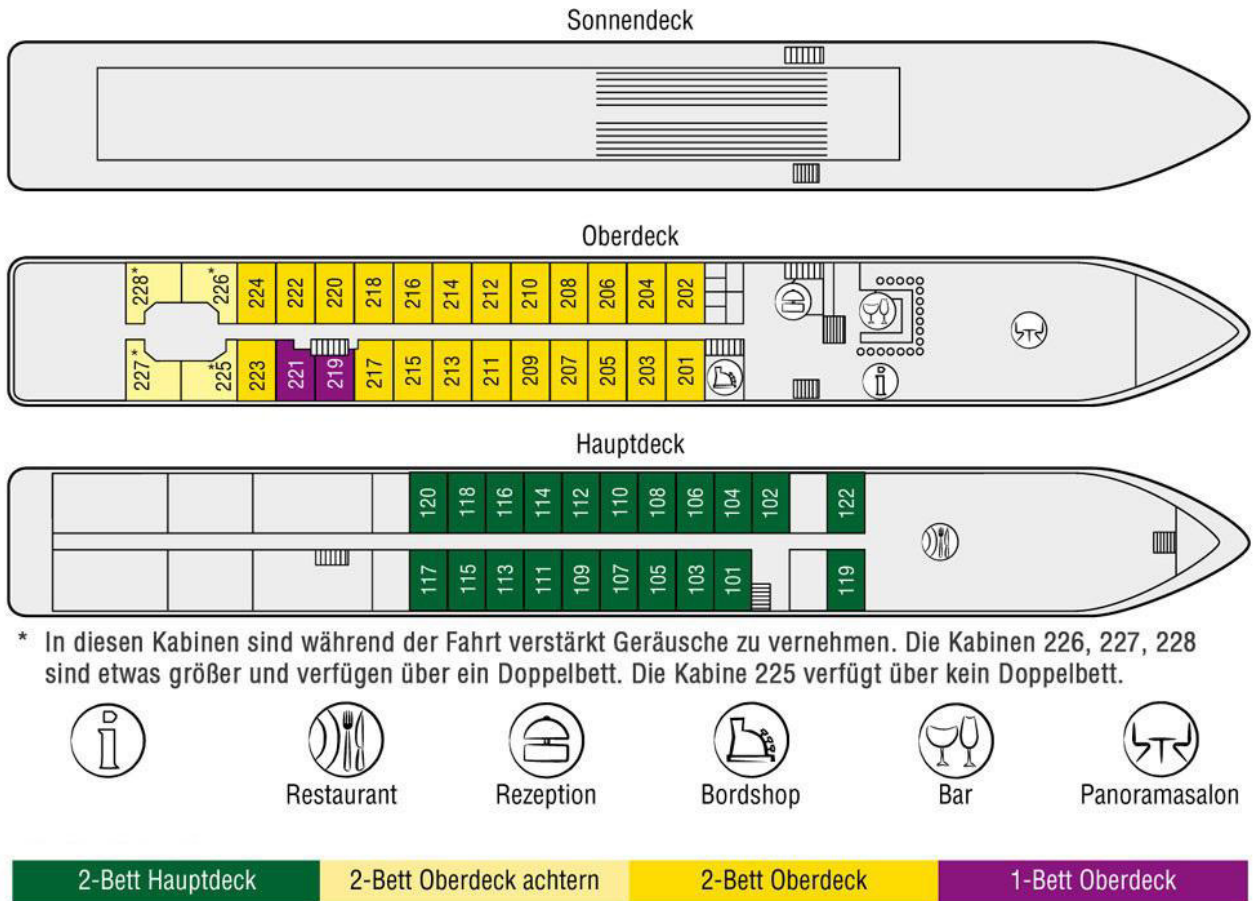 Sonnendeck
Oberdeck
228* 226* 224 222 220 218 216 214 212 210 208 206 204 202
227* 225* 223 221 219 217 215 213 211 209 207 205 203 201
Hauptdeck
120 118 116 114 112 110 108 106 104 102 122
117 115 113 111 109 107 105 103 101 119
* In diesen Kabinen sind während der Fahrt verstärkt Geräusche zu vernehmen. Die Kabinen 226, 227, 228
sind etwas größer und verfügen über ein Doppelbett. Die Kabine 225 verfügt über kein Doppelbett.
i
Restaurant Rezeption Bordshop Bar Panoramasalon
2-Bett Hauptdeck 2-Bett Oberdeck achtern 2-Bett Oberdeck 1-Bett Oberdeck